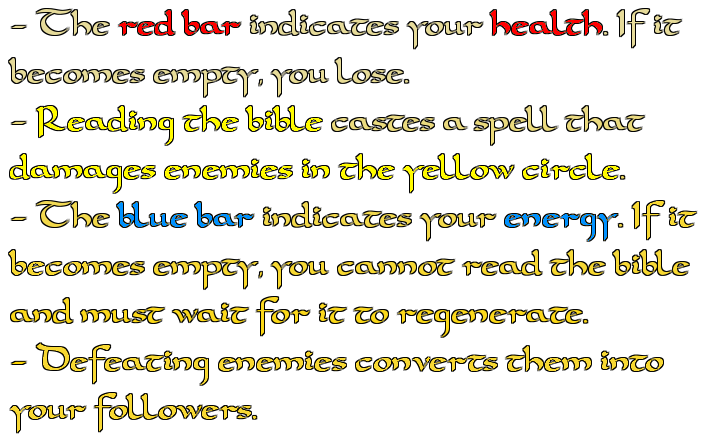 - The red bar indicates your health. If it
becomes empty, you lose.
- Reading the bible castes a spell that
damages enemies in the yellow circle.
- The blue bar indicates your energy. If it
becomes empty, you cannot read the bible
and must wait for it to regenerate.
- Defeating enemies converts them into
your followers.